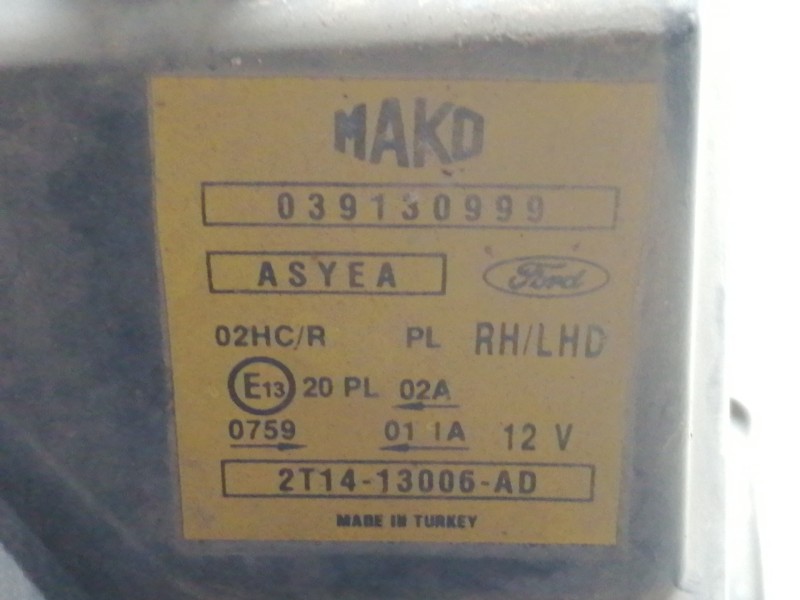 MAKO
039130999
ASYEA Ford
02HC/R PL RH/LHD
E13 20 PL 02A
0759 01 IA 12 V
2T14-13006-AD
MADE IN TURKEY